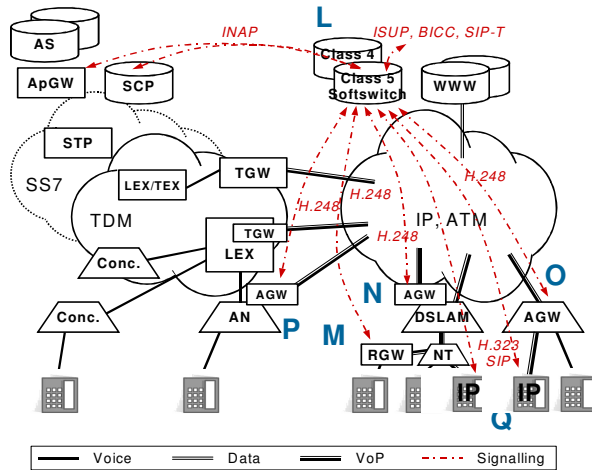 L
AS
INAP
Class 4
ISUP, BICC, SIP-T
ApGW
SCP
Class 5
Softswitch
WWW
STP
SS7
LEX/TEX
TGW
H.248
H.248
H.248
TDM
TGW
IP, ATM
H.248
LEX
Conc.
AGW
N
AGW
O
Conc.
AN
P
M
DSLAM
AGW
RGW
NT
H.323
SIP
IP
IP
Q
Voice
Data
VoP
Signalling